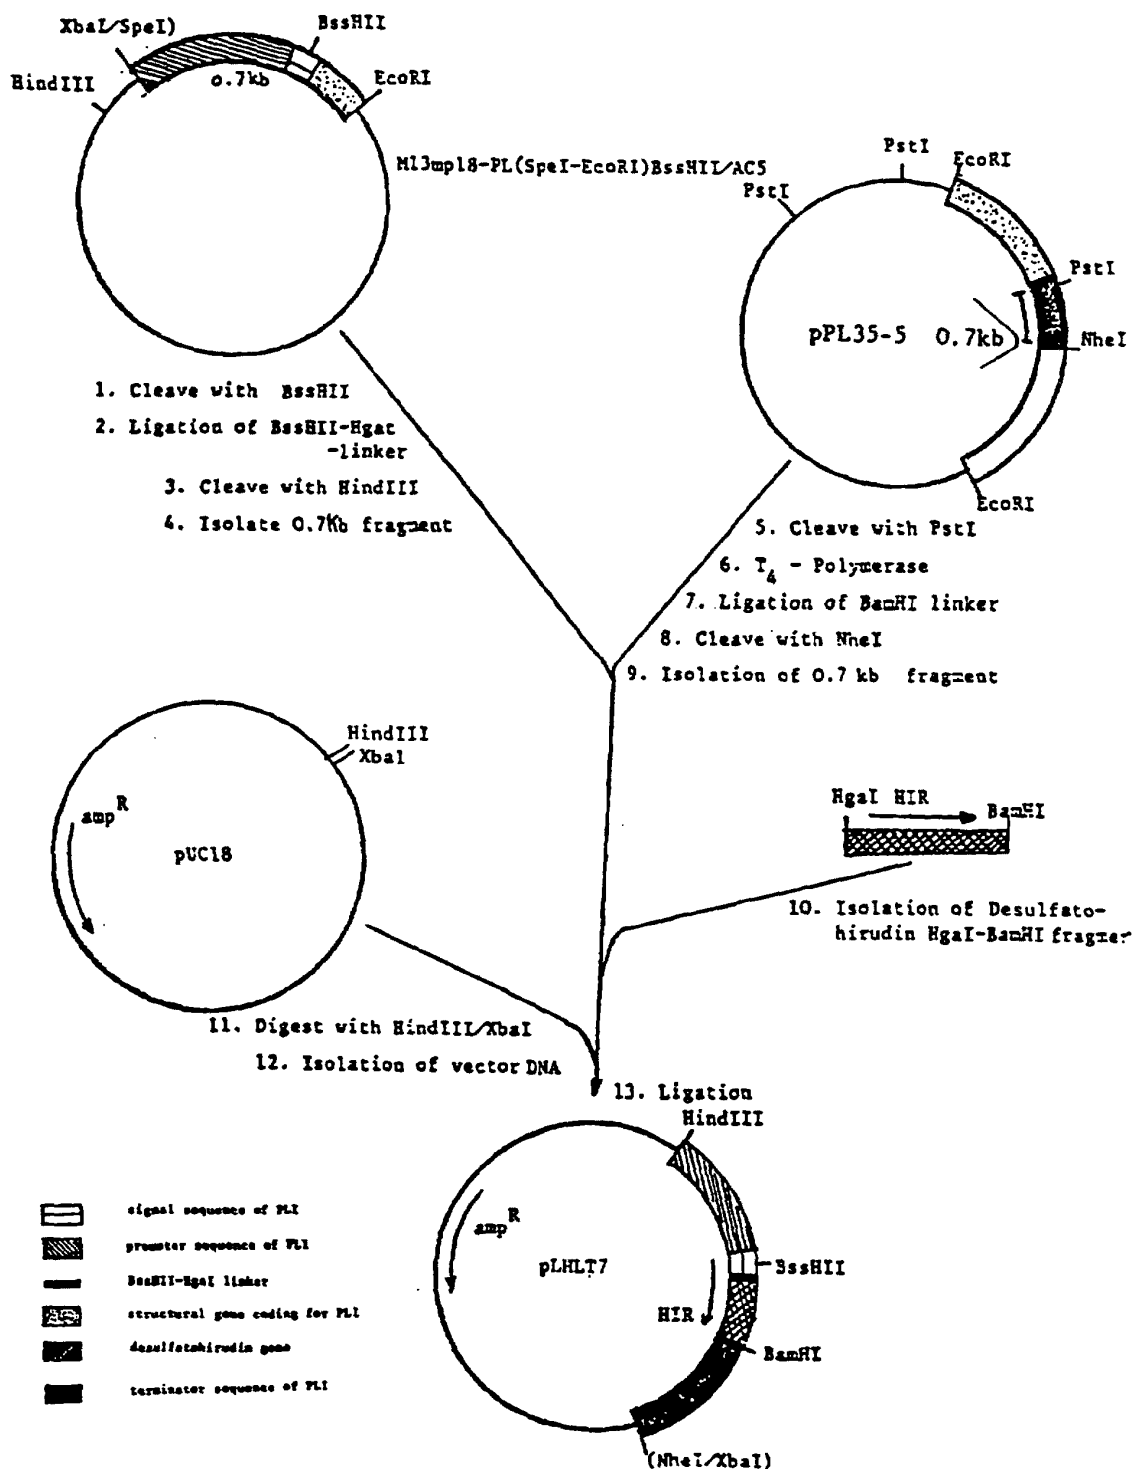 XbaI/SpeI)
BssHII
HindIII
0.7kb
EcoRI
M13mp18-PL(SpeI-EcoRI)BssHII/AC5
PstI
EcoRI
PstI
PstI
pPL35-5 0.7kb
NheI
EcoRI
1. Cleave with BssHII
2. Ligation of BssHII-Hgat
-linker
3. Cleave with HindIII
4. Isolate 0.7Kb fragment
5. Cleave with PstI
6. T4 - Polymerase
7. Ligation of BamHI linker
8. Cleave with NheI
9. Isolation of 0.7 kb fragment
HindIII
XbaI
amp R
pUC18
HgaI HIR
BamHI
10. Isolation of Desulfato-
hirudin HgaI-BamHI fragmer
11. Digest with HindIII/XbaI
12. Isolation of vector DNA
13. Ligation
HindIII
amp R
pLHLT7
BssHII
HIR
BamHI
(NheI/XbaI)
signal sequence of PLI
promoter sequence of PLI
BssHII-HgaI linker
structural gene coding for PLI
desulfatohirudin gene
terminator sequence of PLI